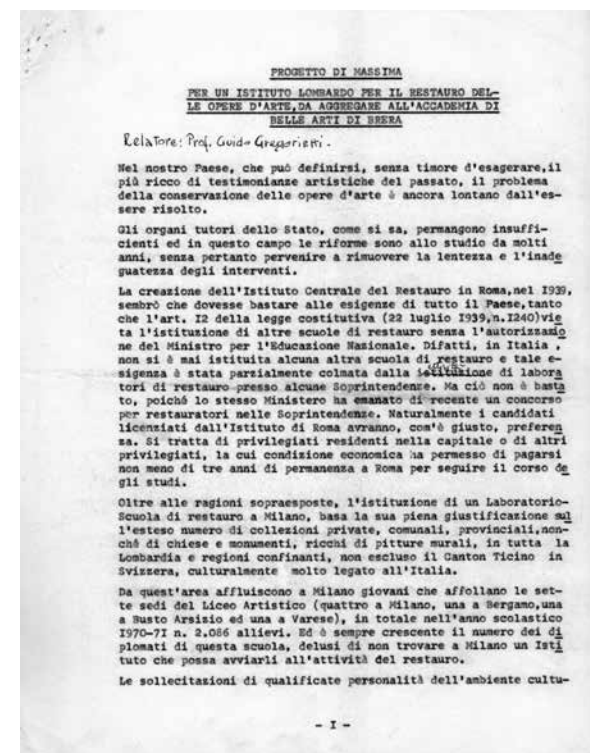 PROGETTO DI MASSIMA
PER UN ISTITUTO LOMBARDO PER IL RESTAURO DEL-
LE OPERE D'ARTE,DA AGGREGARE ALL'ACCADEMIA DI
BELLE ARTI DI BRERA
Relatore: Prof. Guido Gregorietti.
Nel nostro Paese, che può definirsi, senza timore d'esagerare,il
più ricco di testimonianze artistiche del passato, il problema
della conservazione delle opere d'arte è ancora lontano dall'es-
sere risolto.
Gli organi tutori dello Stato, come si sa, permangono insuffi-
cienti ed in questo campo le riforme sono allo studio da molti
anni, senza pertanto pervenire a rimuovere la lentezza e l'inade
guatezza degli interventi.
La creazione dell'Istituto Centrale del Restauro in Roma,nel I939,
sembrò che dovesse bastare alle esigenze di tutto il Paese,tanto
che l'art. I2 della legge costitutiva (22 luglio I939,n.I240)vie
ta l'istituzione di altre scuole di restauro senza l'autorizzazio
ne del Ministro per l'Educazione Nazionale. Difatti, in Italia ,
non si è mai istituita alcuna altra scuola di restauro e tale e-
sigenza è stata parzialmente colmata dalla istituzione di labora
tori di restauro presso alcune Soprintendenze. Ma ciò non è basta
to, poiché lo stesso Ministero ha emanato di recente un concorso
per restauratori nelle Soprintendenze. Naturalmente i candidati
licenziati dall'Istituto di Roma avranno, com'è giusto, preferen
za. Si tratta di privilegiati residenti nella capitale o di altri
privilegiati, la cui condizione economica ha permesso di pagarsi
non meno di tre anni di permanenza a Roma per seguire il corso de
gli studi.
Oltre alle ragioni sopraesposte, l'istituzione di un Laboratorio-
Scuola di restauro a Milano, basa la sua piena giustificazione sul
l'esteso numero di collezioni private, comunali, provinciali,non-
ché di chiese e monumenti, ricchi di pitture murali, in tutta la
Lombardia e regioni confinanti, non escluso il Canton Ticino in
Svizzera, culturalmente molto legato all'Italia.
Da quest'area affluiscono a Milano giovani che affollano le set-
te sedi del Liceo Artistico (quattro a Milano, una a Bergamo,una
a Busto Arsizio ed una a Varese), in totale nell'anno scolastico
I970-7I n. 2.086 allievi. Ed è sempre crescente il numero dei di
plomati di questa scuola, delusi di non trovare a Milano un Isti
tuto che possa avviarli all'attività del restauro.
Le sollecitazioni di qualificate personalità dell'ambiente cultu-
- I -